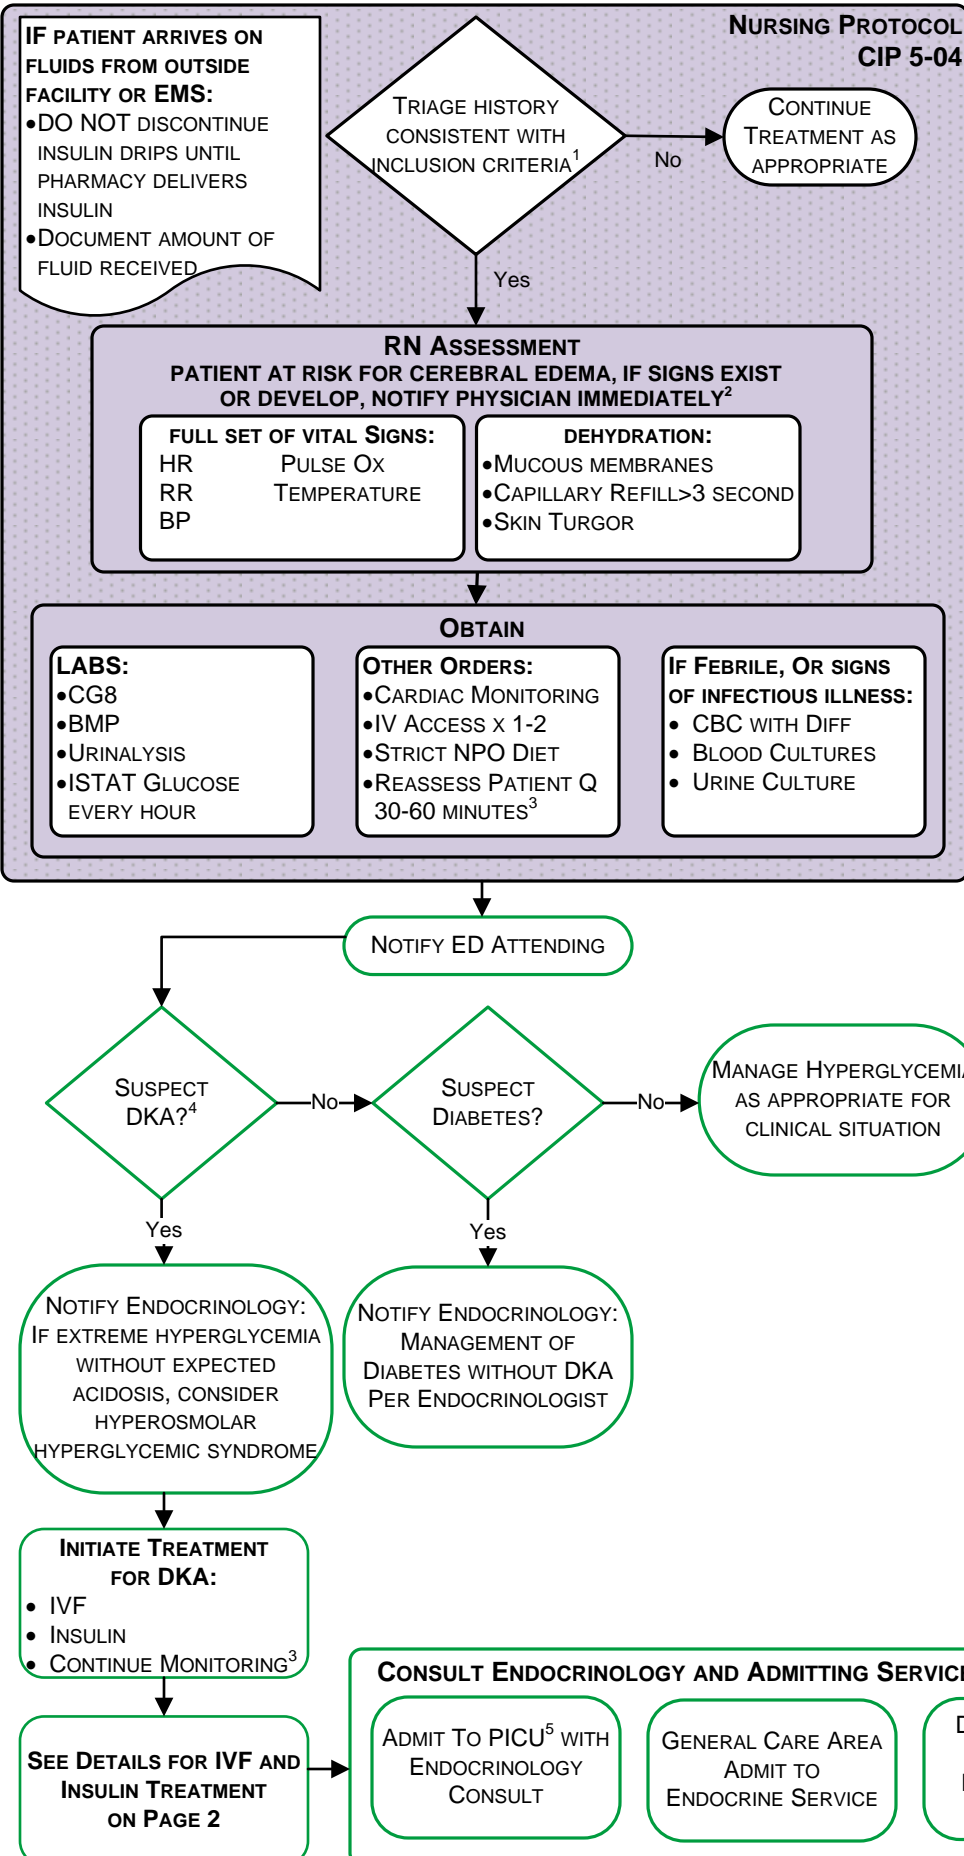 NURSING PROTOCOL
CIP 5-04
IF PATIENT ARRIVES ON
FLUIDS FROM OUTSIDE
FACILITY OR EMS:
•DO NOT DISCONTINUE
INSULIN DRIPS UNTIL
PHARMACY DELIVERS
INSULIN
•DOCUMENT AMOUNT OF
FLUID RECEIVED
TRIAGE HISTORY
CONSISTENT WITH
INCLUSION CRITERIA1
No
CONTINUE
TREATMENT AS
APPROPRIATE
Yes
RN ASSESSMENT
PATIENT AT RISK FOR CEREBRAL EDEMA, IF SIGNS EXIST
OR DEVELOP, NOTIFY PHYSICIAN IMMEDIATELY2
FULL SET OF VITAL SIGNS:
HR PULSE OX
RR TEMPERATURE
BP
DEHYDRATION:
•MUCOUS MEMBRANES
•CAPILLARY REFILL>3 SECOND
•SKIN TURGOR
OBTAIN
LABS:
•CG8
•BMP
•URINALYSIS
•ISTAT GLUCOSE
EVERY HOUR
OTHER ORDERS:
•CARDIAC MONITORING
•IV ACCESS X 1-2
•STRICT NPO DIET
•REASSESS PATIENT Q
30-60 MINUTES3
IF FEBRILE, OR SIGNS
OF INFECTIOUS ILLNESS:
• CBC WITH DIFF
• BLOOD CULTURES
• URINE CULTURE
NOTIFY ED ATTENDING
SUSPECT
DKA?4
No
SUSPECT
DIABETES?
No
MANAGE HYPERGLYCEMIA
AS APPROPRIATE FOR
CLINICAL SITUATION
Yes
Yes
NOTIFY ENDOCRINOLOGY:
IF EXTREME HYPERGLYCEMIA
WITHOUT EXPECTED
ACIDOSIS, CONSIDER
HYPEROSMOLAR
HYPERGLYCEMIC SYNDROME
NOTIFY ENDOCRINOLOGY:
MANAGEMENT OF
DIABETES WITHOUT DKA
PER ENDOCRINOLOGIST
INITIATE TREATMENT
FOR DKA:
• IVF
• INSULIN
• CONTINUE MONITORING3
SEE DETAILS FOR IVF AND
INSULIN TREATMENT
ON PAGE 2
CONSULT ENDOCRINOLOGY AND ADMITTING SERVICE
ADMIT TO PICU5 WITH
ENDOCRINOLOGY
CONSULT
GENERAL CARE AREA
ADMIT TO
ENDOCRINE SERVICE